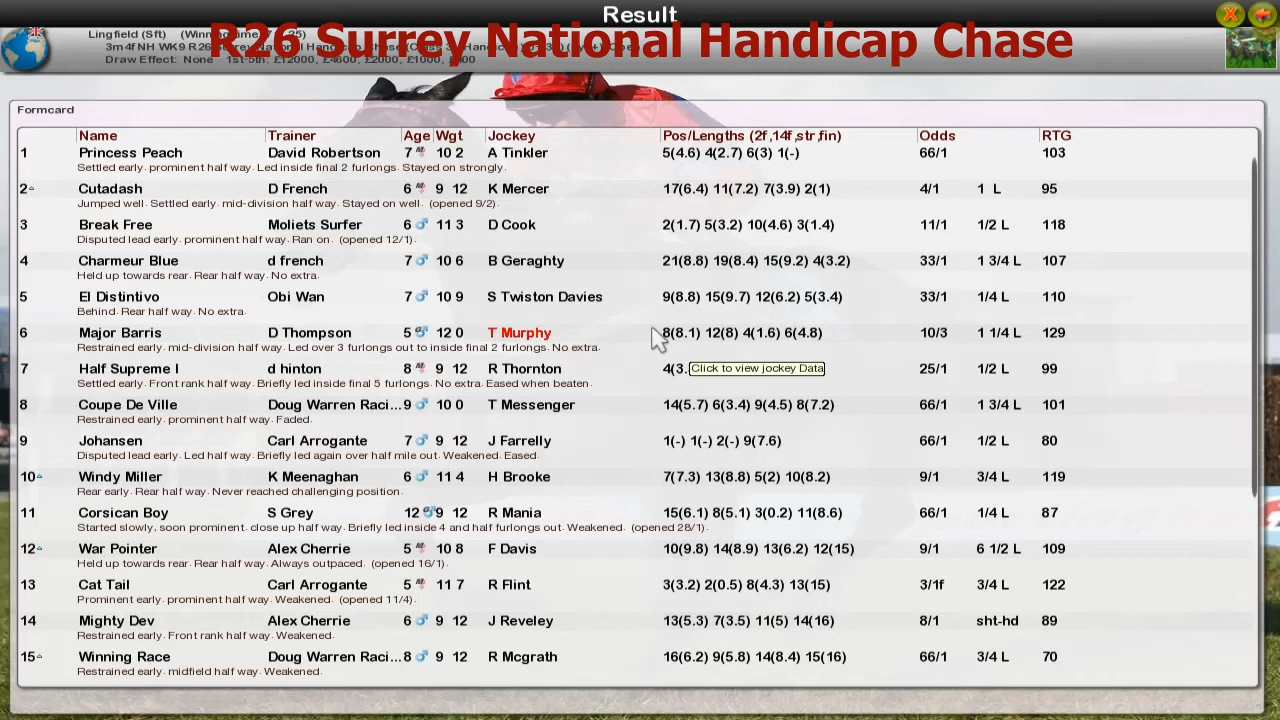 Result
R26 Surrey National Handicap Chase
Lingfield (Sft)
3m4f NH WK9 R26
Draw Effect: None 1st-5th: £12000, £4600, £2000, £1000,
Formcard
Name Trainer Age Wgt Jockey Pos/Lengths (2f,14f,str,fin) Odds RTG
1 Princess Peach David Robertson 7 10 2 A Tinkler 5(4.6) 4(2.7) 6(3) 1(-) 66/1 103
Settled early. prominent half way. Led inside final 2 furlongs. Stayed on strongly.
2 Cutadash D French 6 9 12 K Mercer 17(6.4) 11(7.2) 7(3.9) 2(1) 4/1 1 L 95
Jumped well. Settled early. mid-division half way. Stayed on well. (opened 9/2).
3 Break Free Moliets Surfer 6 11 3 D Cook 2(1.7) 5(3.2) 10(4.6) 3(1.4) 11/1 1/2 L 118
Disputed lead early. prominent half way. Ran on. (opened 12/1).
4 Charmeur Blue d french 7 10 6 B Geraghty 21(8.8) 19(8.4) 15(9.2) 4(3.2) 33/1 1 3/4 L 107
Held up towards rear. Rear half way. No extra.
5 El Distintivo Obi Wan 7 10 9 S Twiston Davies 9(8.8) 15(9.7) 12(6.2) 5(3.4) 33/1 1/4 L 110
Behind. Rear half way. No extra.
6 Major Barris D Thompson 5 12 0 T Murphy 8(8.1) 12(8) 4(1.6) 6(4.8) 10/3 1 1/4 L 129
Restrained early. mid-division half way. Led over 3 furlongs out to inside final 2 furlongs. No extra.
7 Half Supreme I d hinton 8 9 12 R Thornton 4(3. Click to view jockey Data 25/1 1/2 L 99
Settled early. Front rank half way. Briefly led inside final 5 furlongs. No extra. Eased when beaten.
8 Coupe De Ville Doug Warren Raci... 9 10 0 T Messenger 14(5.7) 6(3.4) 9(4.5) 8(7.2) 66/1 1 3/4 L 101
Restrained early. prominent half way. Faded.
9 Johansen Carl Arrogante 7 9 12 J Farrelly 1(-) 1(-) 2(-) 9(7.6) 66/1 1/2 L 80
Disputed lead early. Led half way. Briefly led again over half mile out. Weakened. Eased.
10 Windy Miller K Meenaghan 6 11 4 H Brooke 7(7.3) 13(8.8) 5(2) 10(8.2) 9/1 3/4 L 119
Rear early. Rear half way. Never reached challenging position.
11 Corsican Boy S Grey 12 9 12 R Mania 15(6.1) 8(5.1) 3(0.2) 11(8.6) 66/1 1/4 L 87
Started slowly, soon prominent. close up half way. Briefly led inside 4 and half furlongs out. Weakened. (opened 28/1).
12 War Pointer Alex Cherrie 5 10 8 F Davis 10(9.8) 14(8.9) 13(6.2) 12(15) 9/1 6 1/2 L 109
Held up towards rear. Rear half way. Always outpaced. (opened 16/1).
13 Cat Tail Carl Arrogante 5 11 7 R Flint 3(3.2) 2(0.5) 8(4.3) 13(15) 3/1f 3/4 L 122
Prominent early. prominent half way. Weakened. (opened 11/4).
14 Mighty Dev Alex Cherrie 6 9 12 J Reveley 13(5.3) 7(3.5) 11(5) 14(16) 8/1 sht-hd 89
Restrained early. Front rank half way. Weakened.
15 Winning Race Doug Warren Raci... 8 9 12 R Mcgrath 16(6.2) 9(5.8) 14(8.4) 15(16) 66/1 3/4 L 70
Restrained early. midfield half way. Weakened.